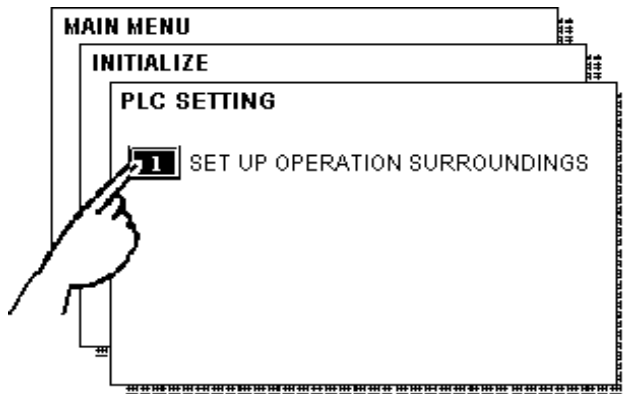 MAIN MENU
INITIALIZE
PLC SETTING
1 SET UP OPERATION SURROUNDINGS